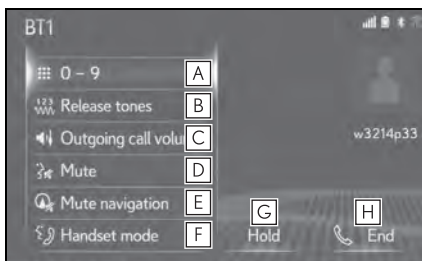 BT1
0 – 9 A
Release tones B
Outgoing call volu C
w3214p33
Mute D
Mute navigation E
Handset mode F
G H
Hold End